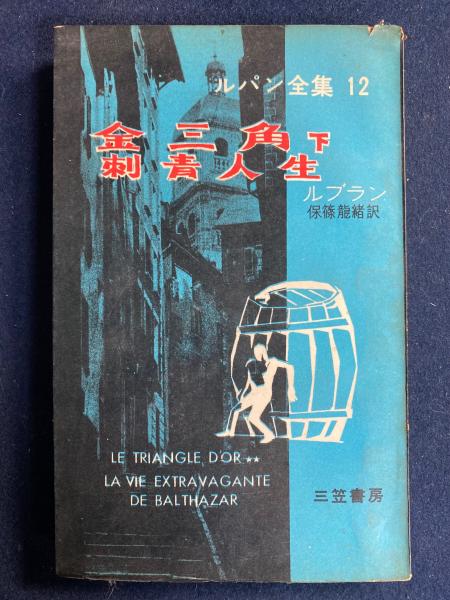 ルパン全集 12
金三角下
刺青人生
ルブラン
保篠龍緒訳
LE TRIANGLE D'OR ★★
LA VIE EXTRAVAGANTE
DE BALTHAZAR
三笠書房